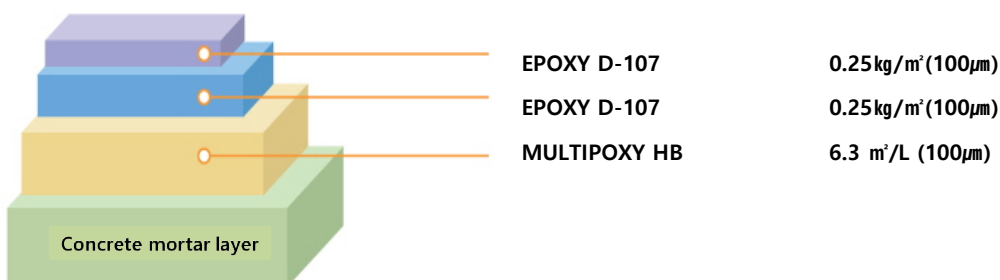 EPOXY D-107 0.25㎏/㎡(100㎛)
EPOXY D-107 0.25㎏/㎡(100㎛)
MULTIPOXY HB 6.3 ㎡/L (100㎛)
Concrete mortar layer